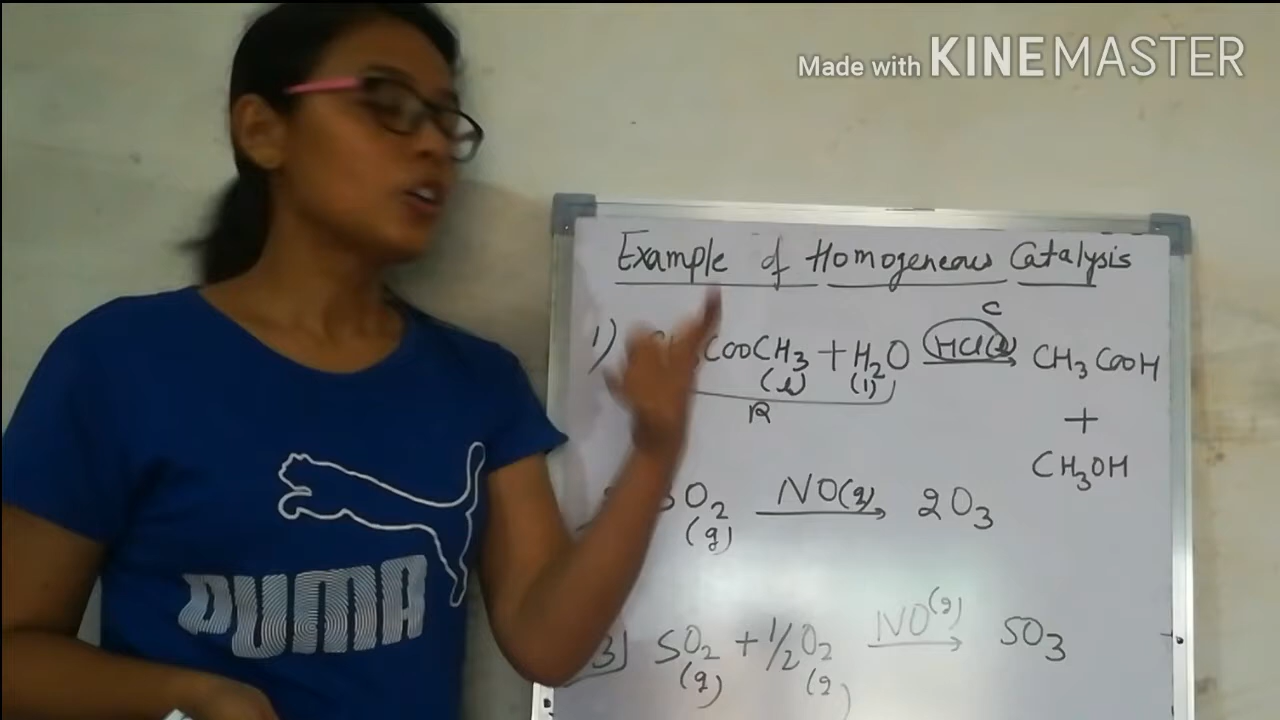 Made with KINEMASTER
Example of Homogeneous Catalysis
C
1) COOCH3 + H2O HCl(l) → CH3COOH
(l) (l)
R
+
CH3OH
O2 NO(g) → 2O3
(g)
3) SO2 + 1/2O2 NO(g) → SO3
(g) (g)
PUMA